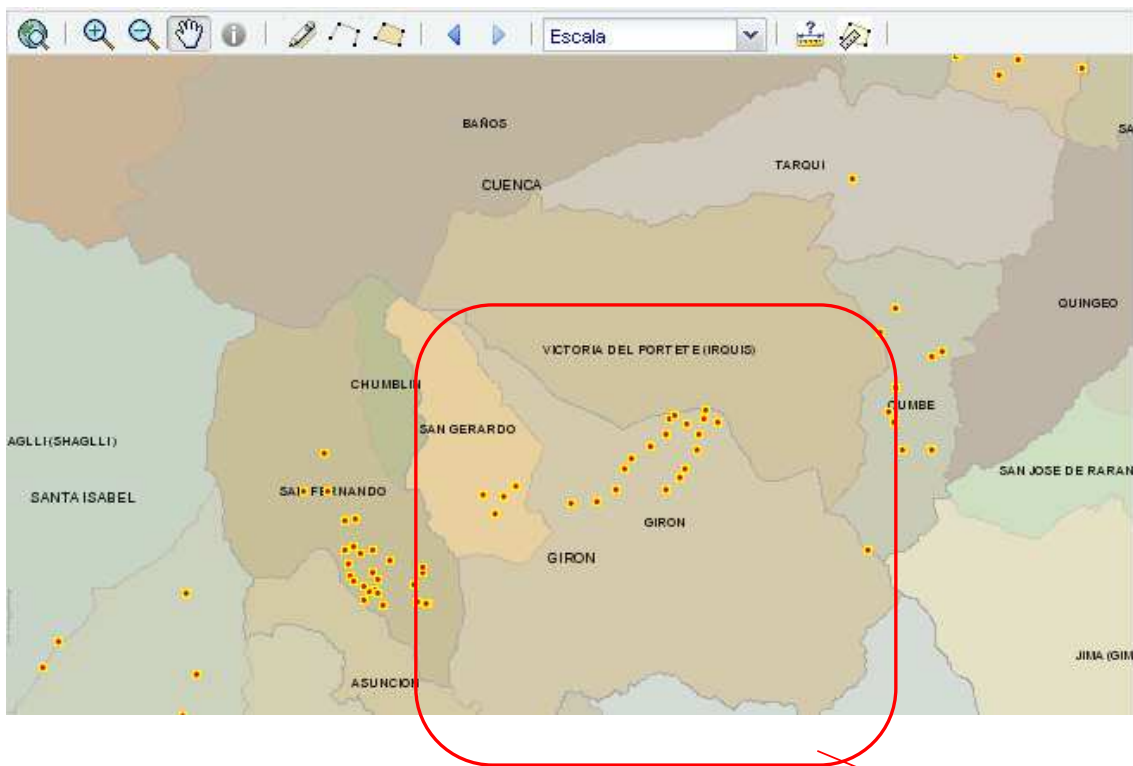 Escala
BAÑOS
SA
TARQUI
CUENCA
QUINGEO
VICTORIA DEL PORTETE (IRQUIS)
CHUMBLIN
CUMBE
SAN GERARDO
AGLLI (SHAGLLI)
SAN JOSE DE RARAN
SANTA ISABEL
SAN FERNANDO
GIRON
GIRON
JIMA (GIM
ASUNCION